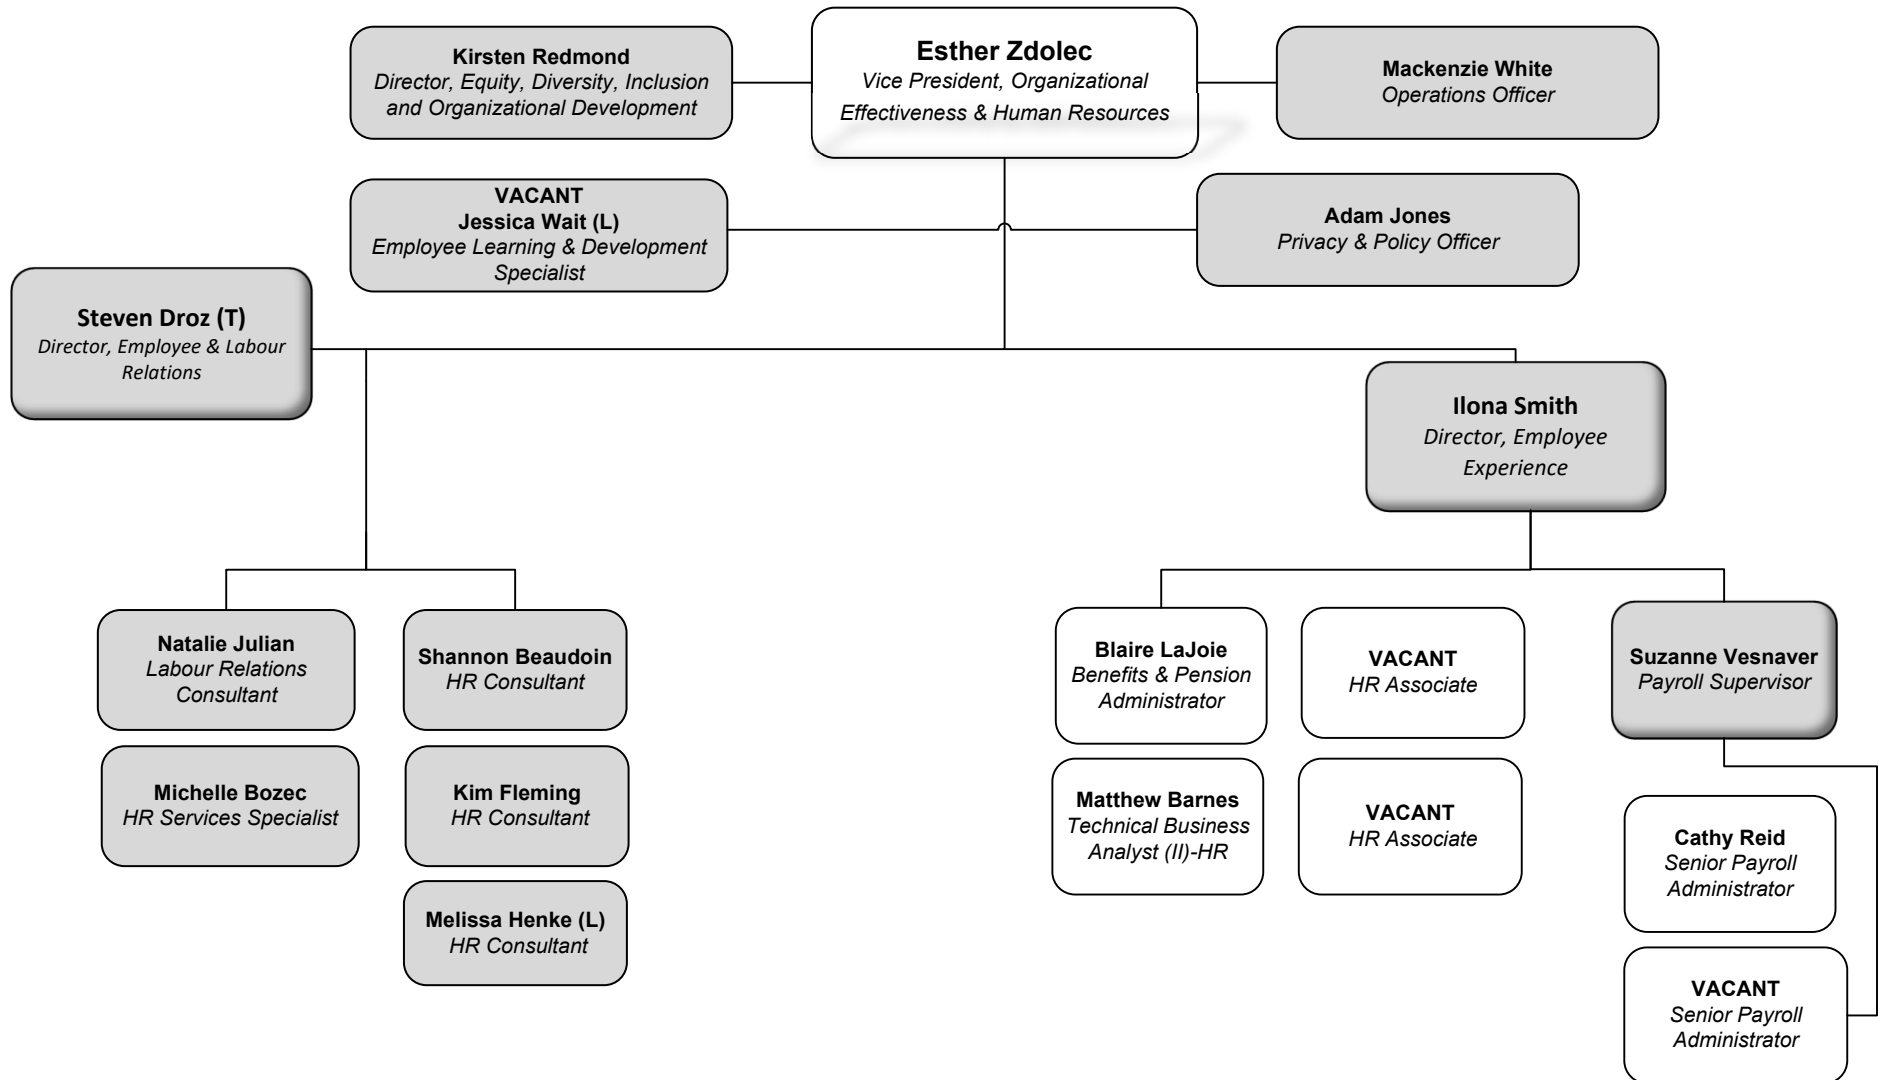 Kirsten Redmond
Director, Equity, Diversity, Inclusion
and Organizational Development
Esther Zdolec
Vice President, Organizational
Effectiveness & Human Resources
Mackenzie White
Operations Officer
VACANT
Jessica Wait (L)
Employee Learning & Development
Specialist
Adam Jones
Privacy & Policy Officer
Steven Droz (T)
Director, Employee & Labour
Relations
Ilona Smith
Director, Employee
Experience
Natalie Julian
Labour Relations
Consultant
Shannon Beaudoin
HR Consultant
Michelle Bozec
HR Services Specialist
Kim Fleming
HR Consultant
Melissa Henke (L)
HR Consultant
Blaire LaJoie
Benefits & Pension
Administrator
VACANT
HR Associate
Suzanne Vesnaver
Payroll Supervisor
Matthew Barnes
Technical Business
Analyst (II)-HR
VACANT
HR Associate
Cathy Reid
Senior Payroll
Administrator
VACANT
Senior Payroll
Administrator